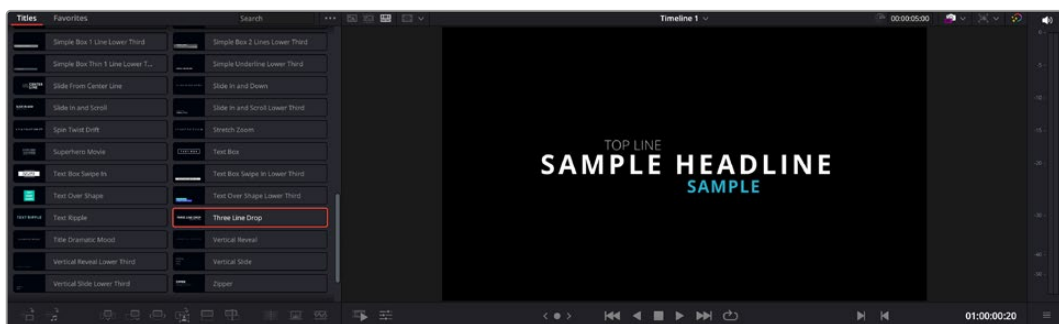 Titles Favorites Search
Timeline 1 00:00:05:00
Simple Box 1 Line Lower Third Simple Box 2 Lines Lower Third
Simple Box Thin 1 Line Lower T... Simple Underline Lower Third
Slide From Center Line Slide In and Down
Slide In and Scroll Slide In and Scroll Lower Third
Spin Twist Drift Stretch Zoom
Superhero Movie Text Box
Text Box Swipe In Text Box Swipe In Lower Third
Text Over Shape Text Over Shape Lower Third
TEXT RIPPLE Text Ripple THREE LINE DROP Three Line Drop
Title Dramatic Mood Vertical Reveal
Vertical Reveal Lower Third Vertical Slide
Vertical Slide Lower Third Zipper
TOP LINE
SAMPLE HEADLINE
SAMPLE
01:00:00:20